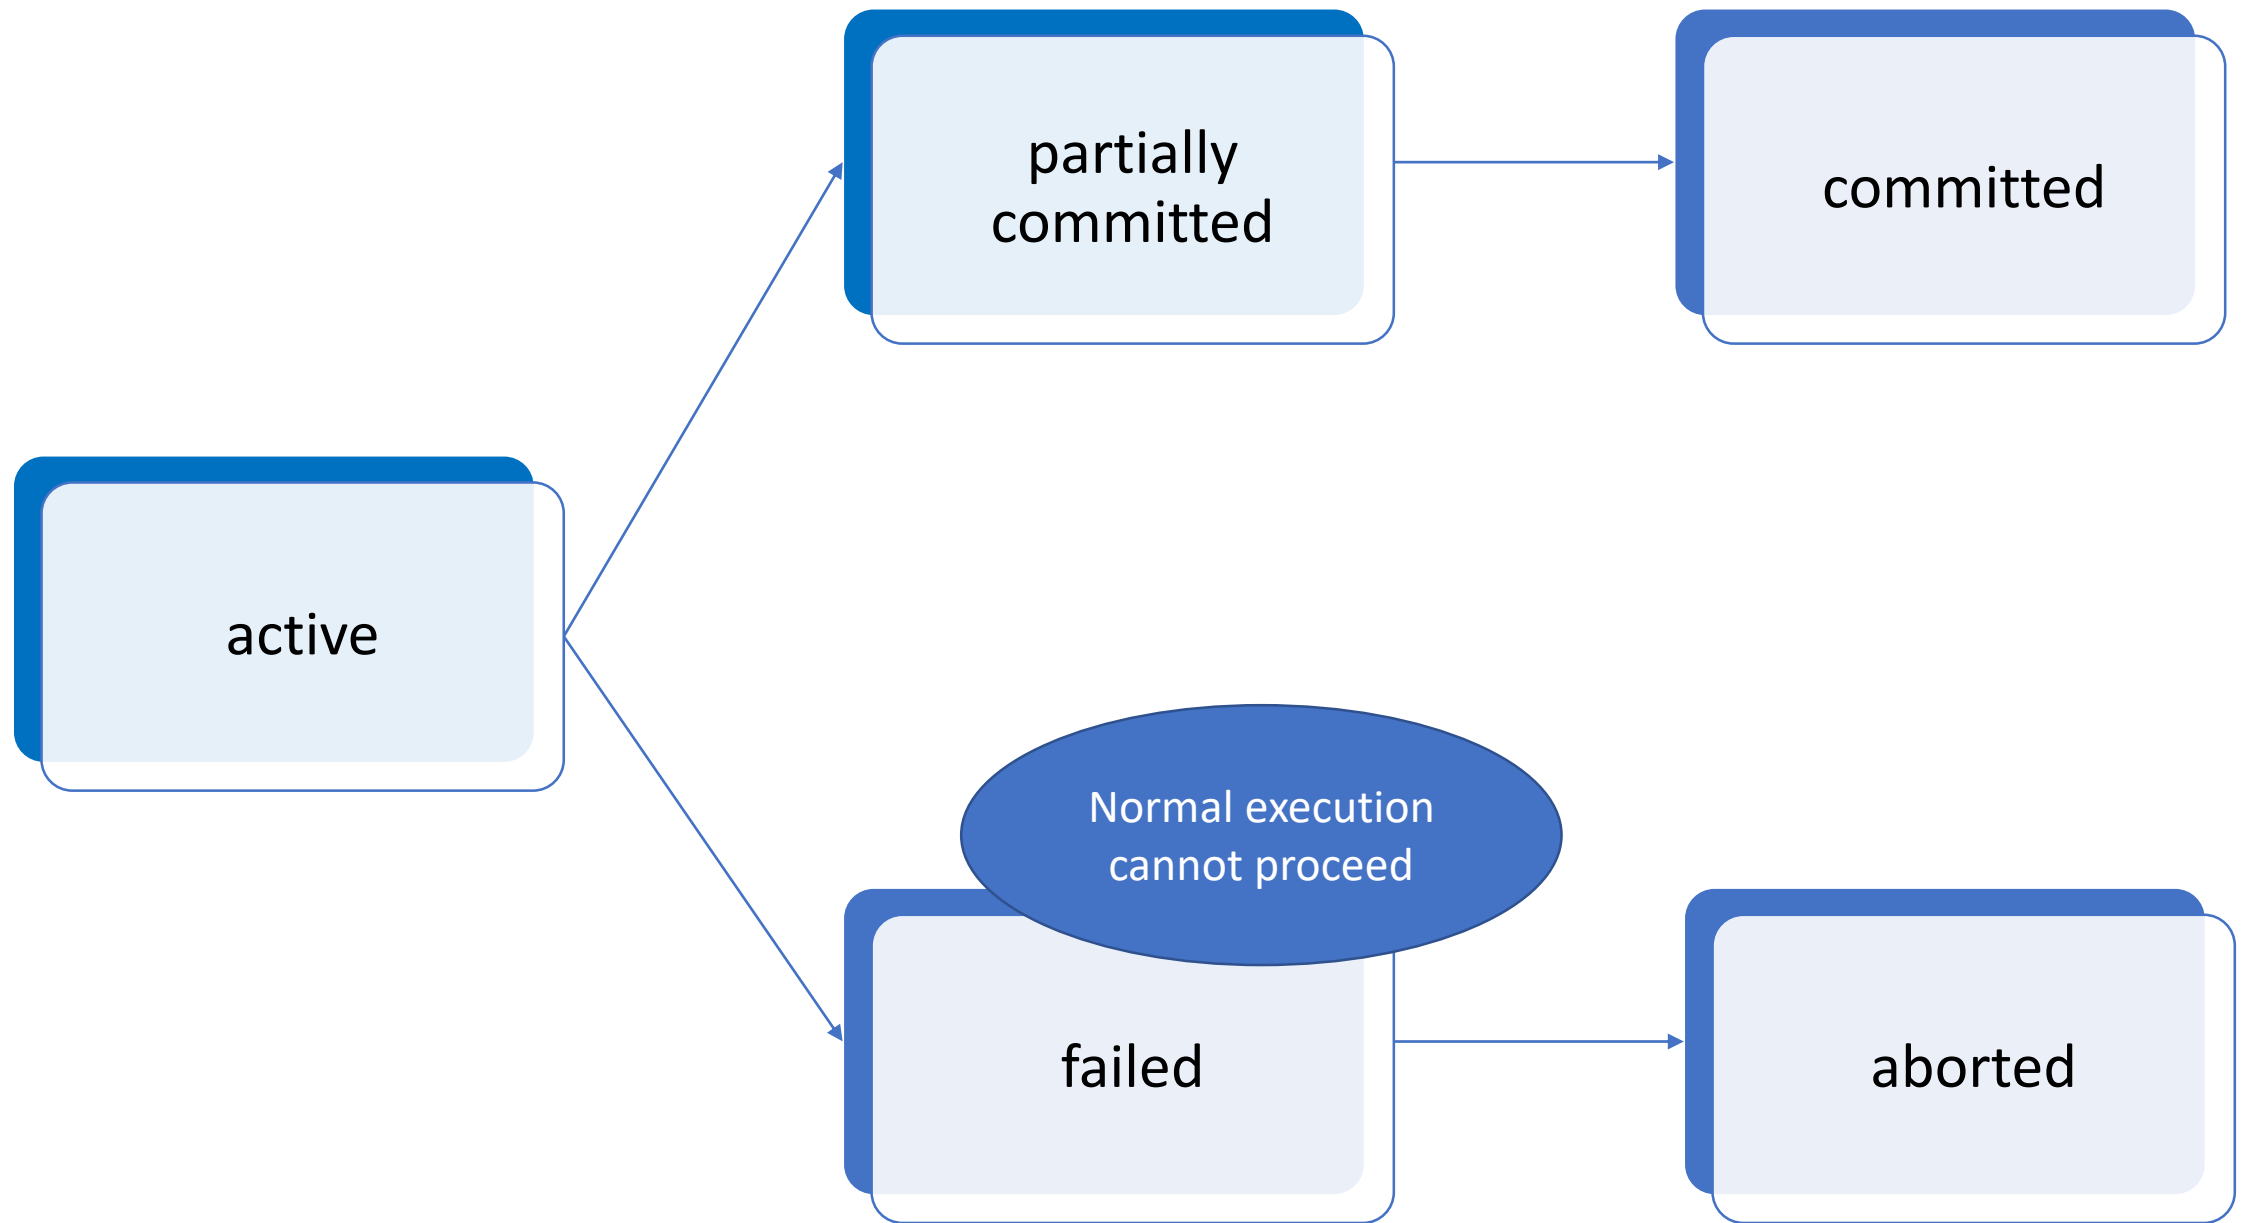 partially
committed
committed
active
Normal execution
cannot proceed
failed
aborted